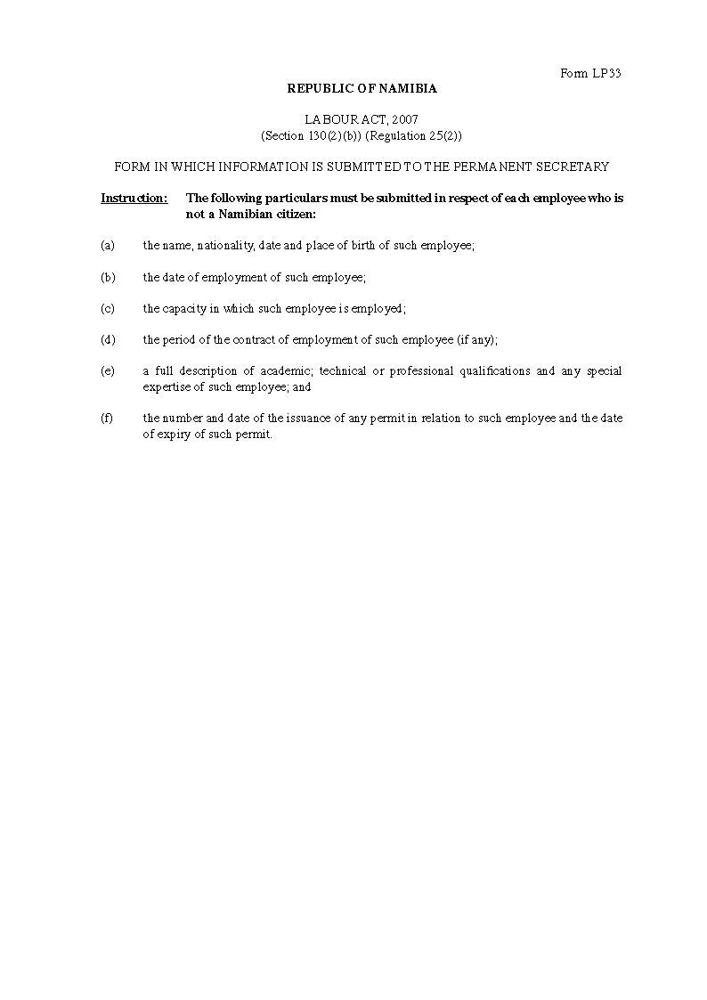 Form LP33
REPUBLIC OF NAMIBIA
LABOUR ACT, 2007
(Section 130(2)(b)) (Regulation 25(2))
FORM IN WHICH INFORMATION IS SUBMITTED TO THE PERMANENT SECRETARY
Instruction: The following particulars must be submitted in respect of each employee who is
not a Namibian citizen:
(a) the name, nationality, date and place of birth of such employee;
(b) the date of employment of such employee;
(c) the capacity in which such employee is employed;
(d) the period of the contract of employment of such employee (if any);
(e) a full description of academic; technical or professional qualifications and any special
expertise of such employee; and
(f) the number and date of the issuance of any permit in relation to such employee and the date
of expiry of such permit.